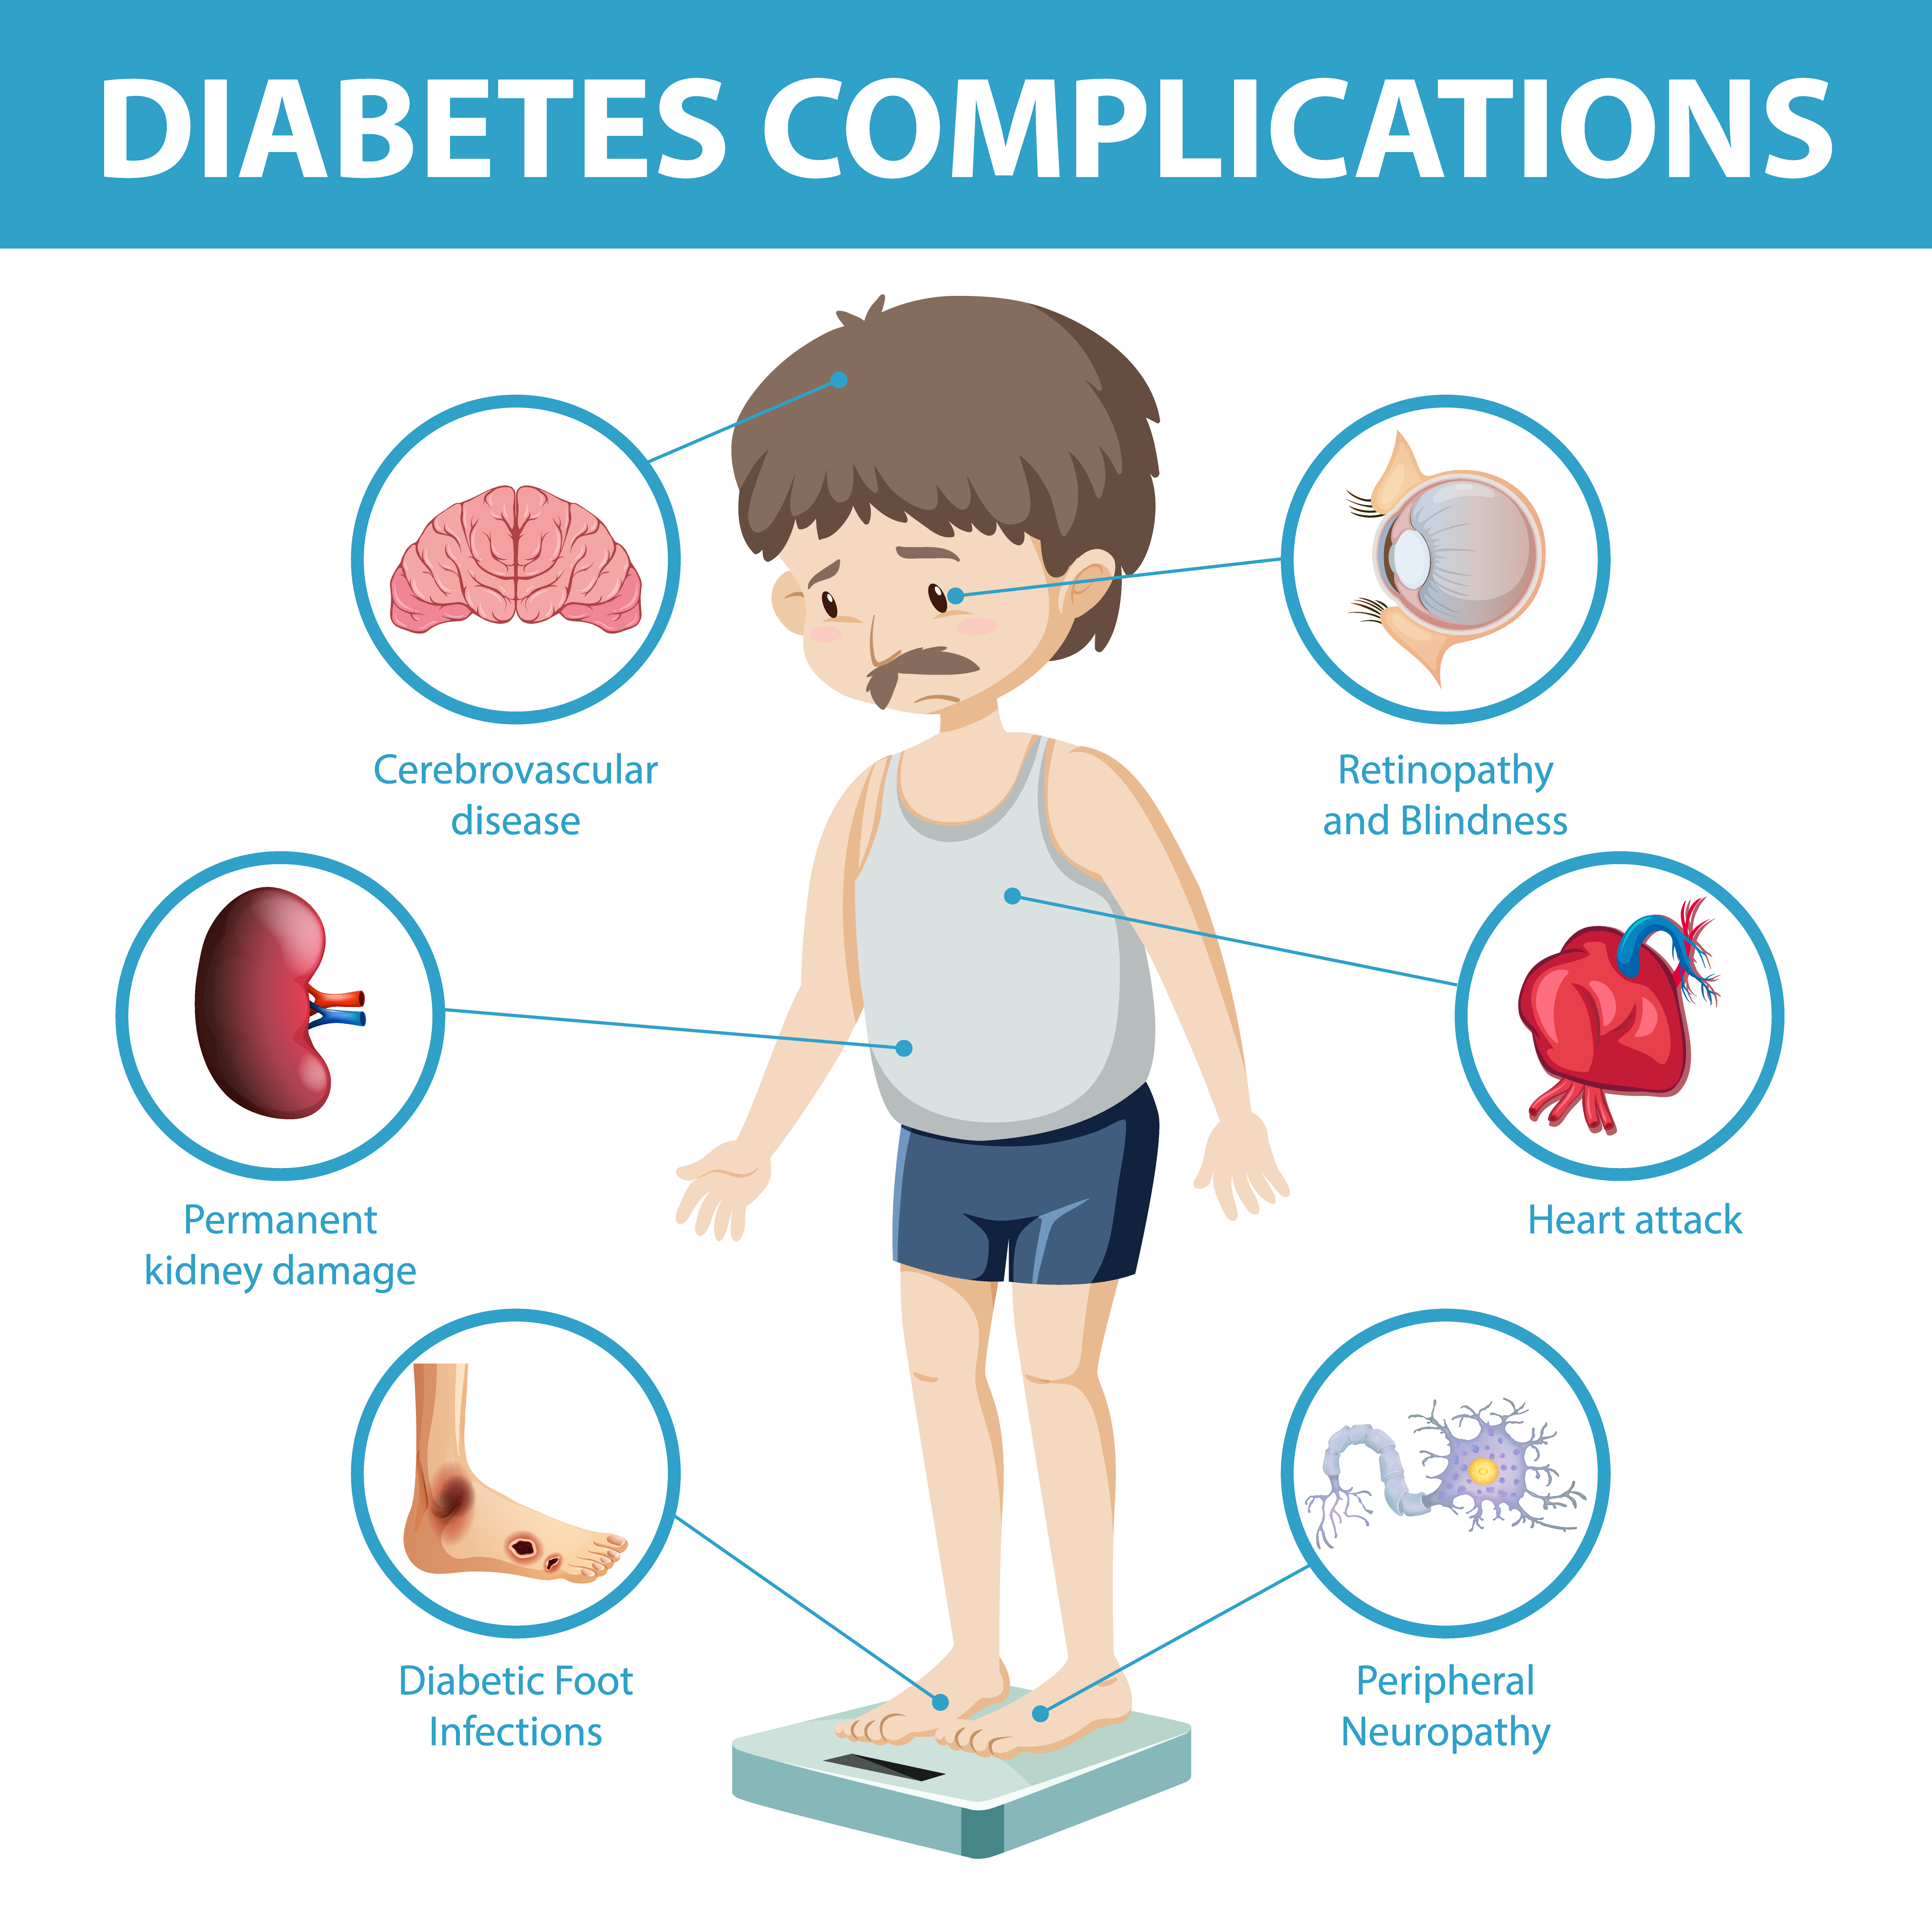 DIABETES COMPLICATIONS
Cerebrovascular
disease
Retinopathy
and Blindness
Permanent
kidney damage
Heart attack
Diabetic Foot
Infections
Peripheral
Neuropathy